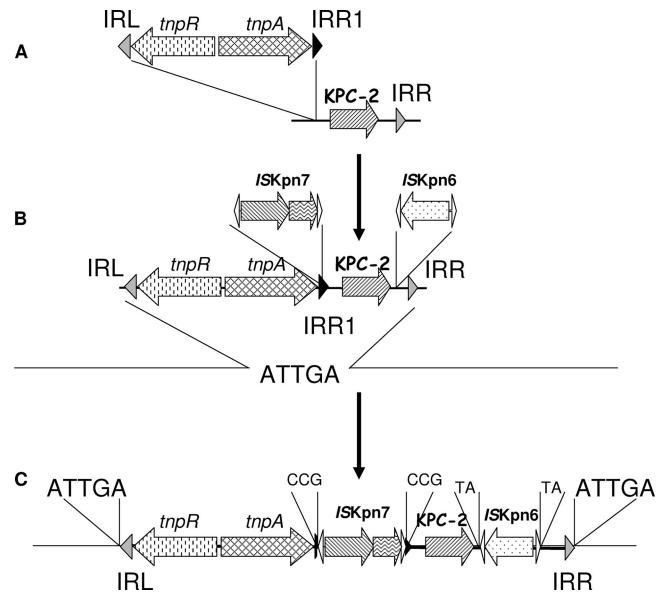 IRL tnpR tnpA IRR1
A
KPC-2 IRR
ISKpn7 ISKpn6
B
IRL tnpR tnpA KPC-2 IRR
IRR1
ATTGA
C
ATTGA tnpR tnpA CCG ISKpn7 CCG KPC-2 TA ISKpn6 TA ATTGA
IRL IRR